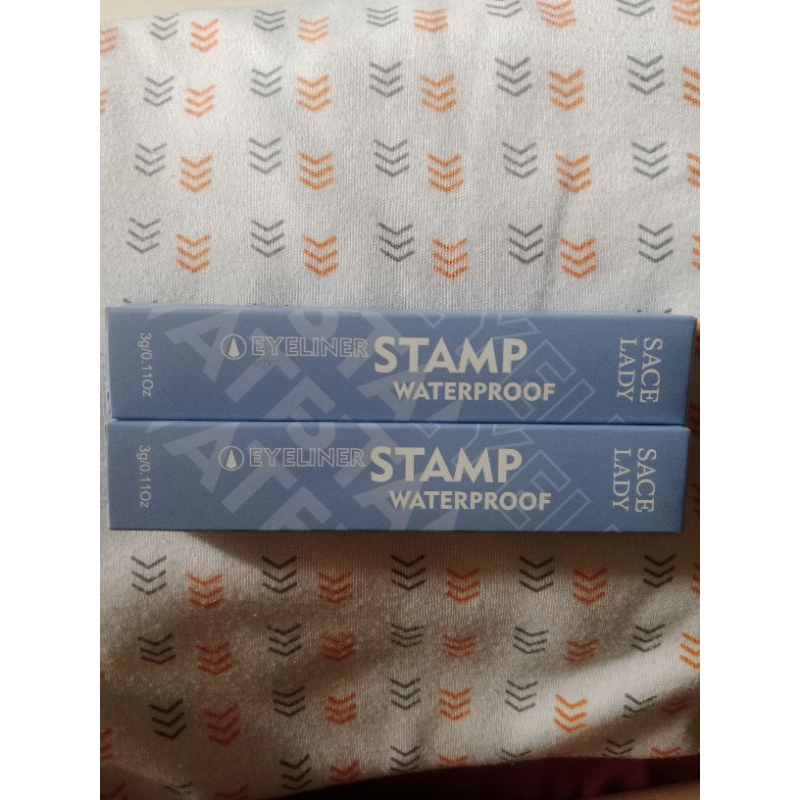 3g/0.11Oz
EYELINER STAMP
WATERPROOF
SACE
LADY
3g/0.11Oz
EYELINER STAMP
WATERPROOF
SACE
LADY